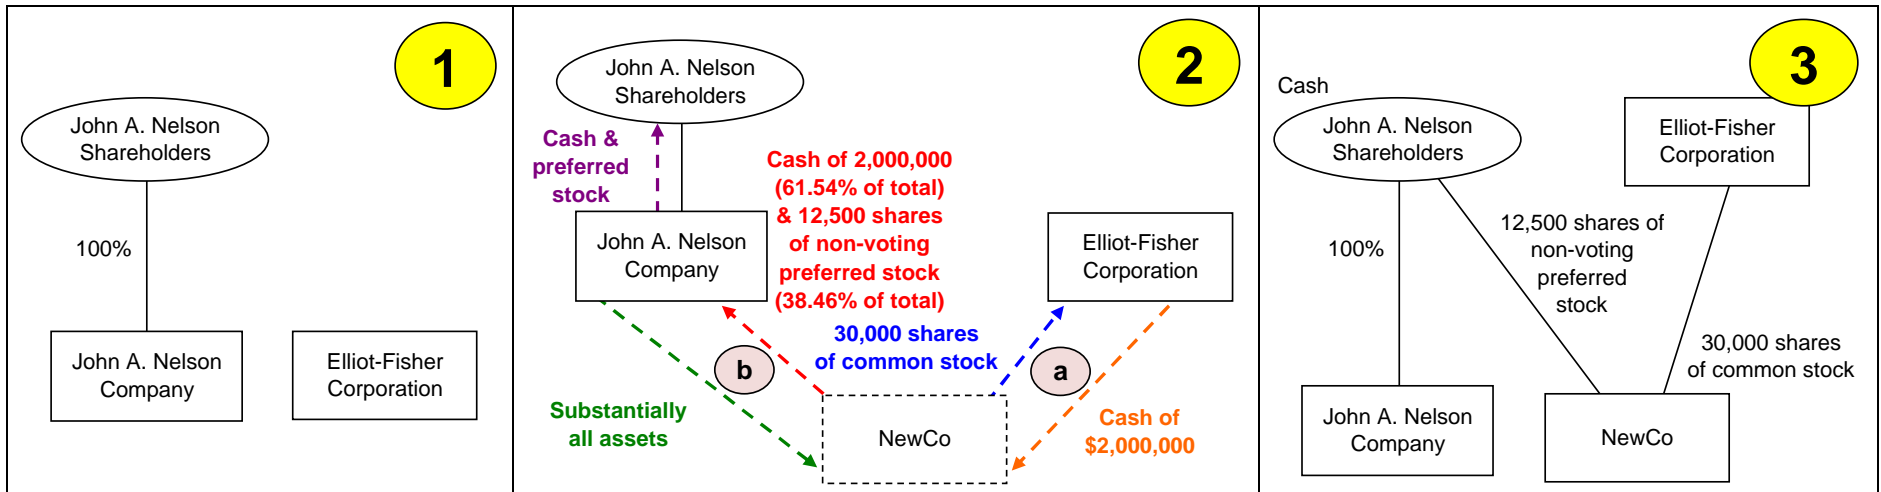 1
John A. Nelson
Shareholders
100%
John A. Nelson
Company
Elliot-Fisher
Corporation
2
John A. Nelson
Shareholders
Cash &
preferred
stock
Cash of 2,000,000
(61.54% of total)
& 12,500 shares
of non-voting
preferred stock
(38.46% of total)
John A. Nelson
Company
Elliot-Fisher
Corporation
30,000 shares
of common stock
b
a
Substantially
all assets
NewCo
Cash of
$2,000,000
3
Cash
John A. Nelson
Shareholders
Elliot-Fisher
Corporation
100%
12,500 shares of
non-voting
preferred
stock
30,000 shares
of common stock
John A. Nelson
Company
NewCo